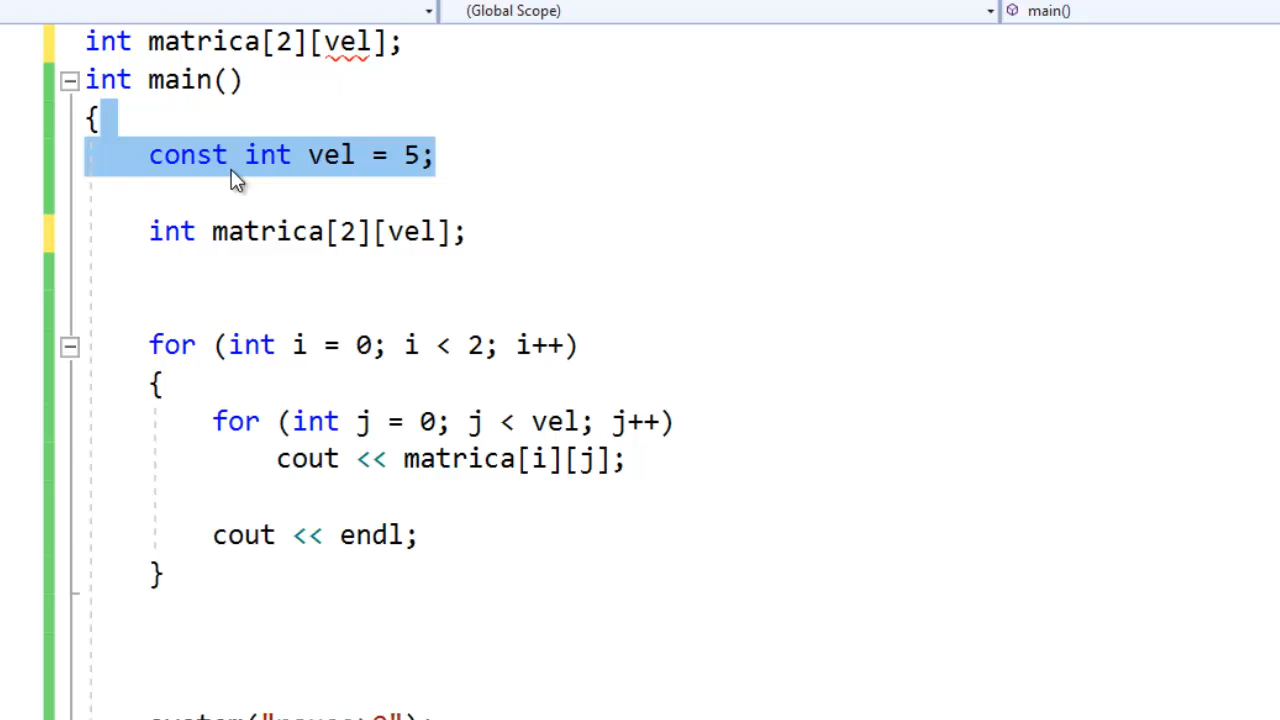 (Global Scope) main()
int matrica[2][vel];
int main()
{
const int vel = 5;
int matrica[2][vel];
for (int i = 0; i < 2; i++)
{
for (int j = 0; j < vel; j++)
cout << matrica[i][j];
cout << endl;
}